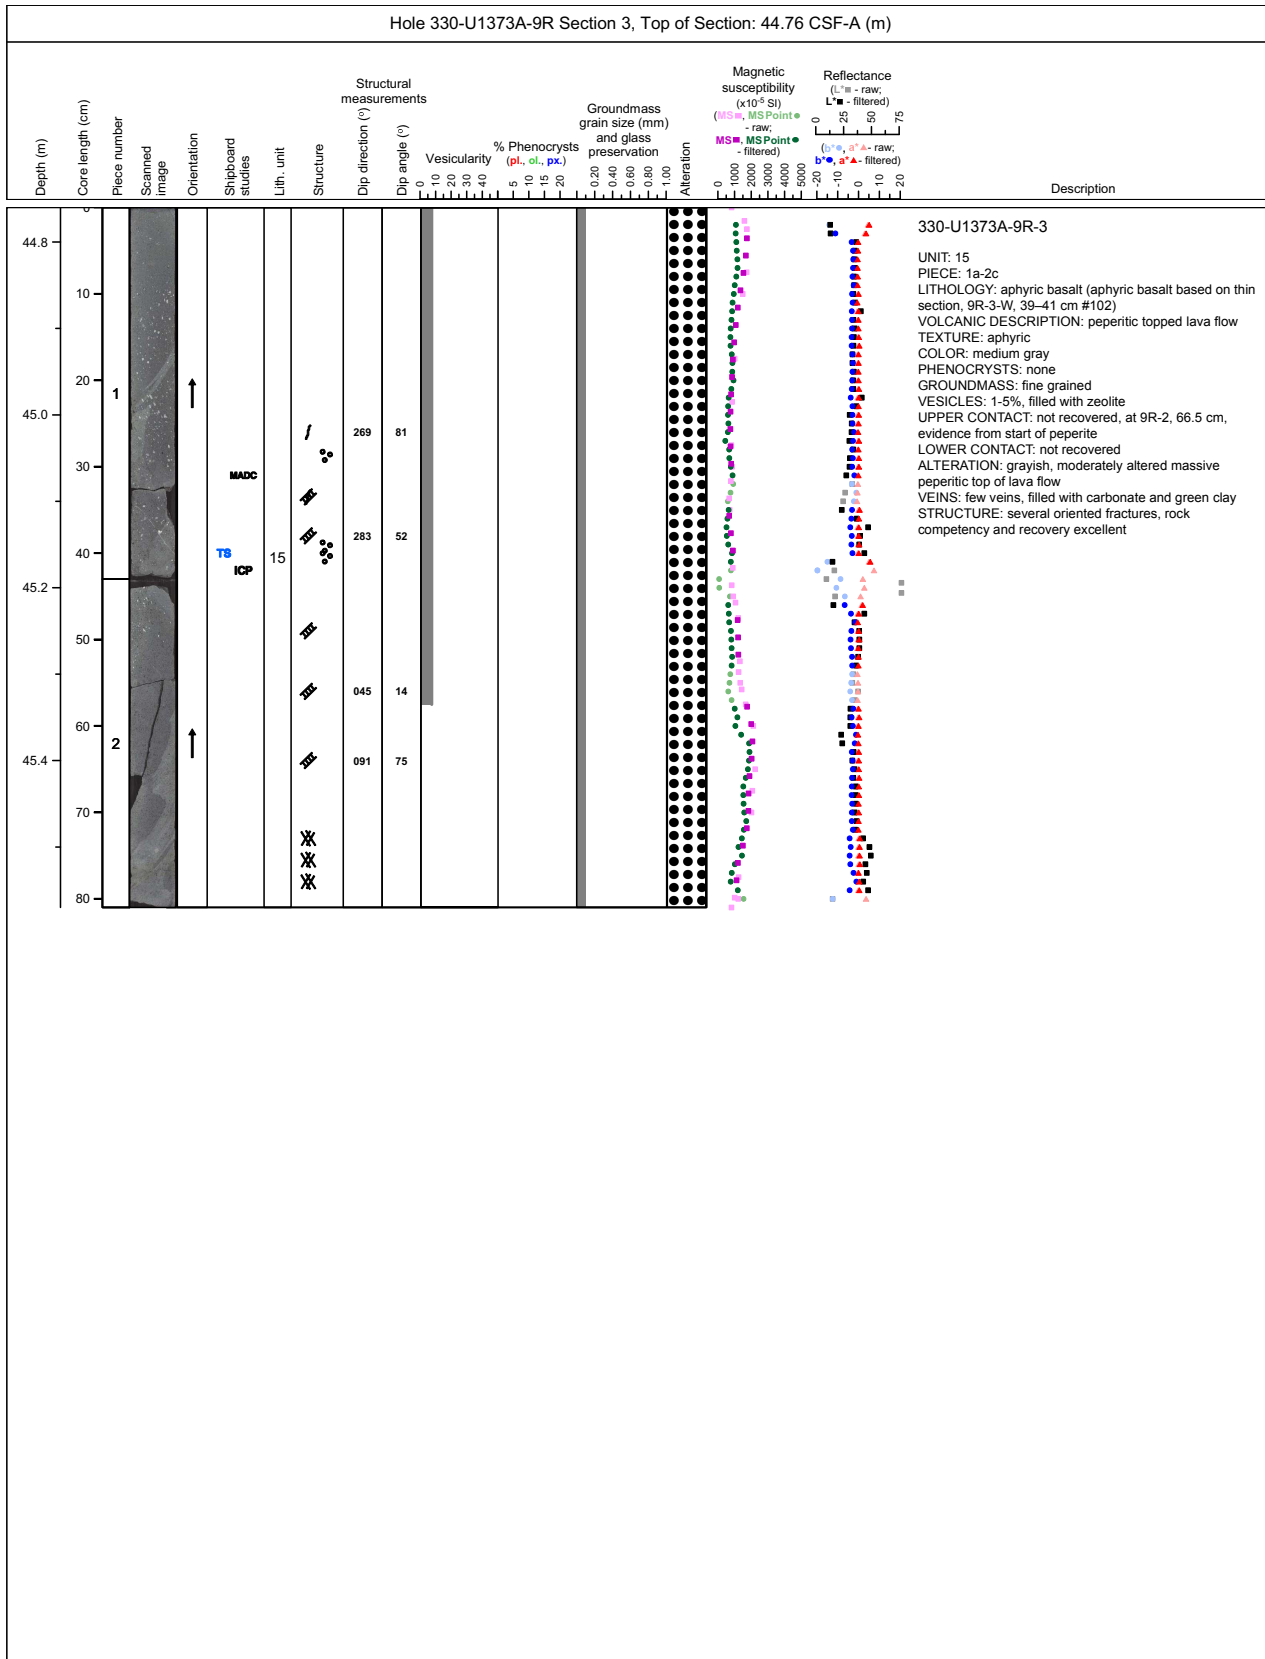 Hole 330-U1373A-9R Section 3, Top of Section: 44.76 CSF-A (m)
Depth (m)
Core length (cm)
Piece number
Scanned
image
Orientation
Shipboard
studies
Lith. unit
Structure
Structural
measurements
Dip direction (º)
Dip angle (º)
Vesicularity
0 10 20 30 40
% Phenocrysts
(pl., ol., px.)
5 10 15 20
Groundmass
grain size (mm)
and glass
preservation
0.20 0.40 0.60 0.80 1.00
Alteration
Magnetic
susceptibility
(x10-5 SI)
(MS■, MSPoint●
- raw;
MS■, MSPoint●
- filtered)
0 1000 2000 3000 4000 5000
Reflectance
(L*■ - raw;
L*■ - filtered)
0 25 50 75
(b*●, a*▲- raw;
b*●, a*▲- filtered)
-20 -10 0 10 20
Description
0
44.8
10
20
1
45.0
269 81
30
MADC
283 52
40
TS
15
ICP
45.2
50
045 14
60
2
45.4
091 75
70
80
330-U1373A-9R-3
UNIT: 15
PIECE: 1a-2c
LITHOLOGY: aphyric basalt (aphyric basalt based on thin
section, 9R-3-W, 39–41 cm #102)
VOLCANIC DESCRIPTION: peperitic topped lava flow
TEXTURE: aphyric
COLOR: medium gray
PHENOCRYSTS: none
GROUNDMASS: fine grained
VESICLES: 1-5%, filled with zeolite
UPPER CONTACT: not recovered, at 9R-2, 66.5 cm,
evidence from start of peperite
LOWER CONTACT: not recovered
ALTERATION: grayish, moderately altered massive
peperitic top of lava flow
VEINS: few veins, filled with carbonate and green clay
STRUCTURE: several oriented fractures, rock
competency and recovery excellent